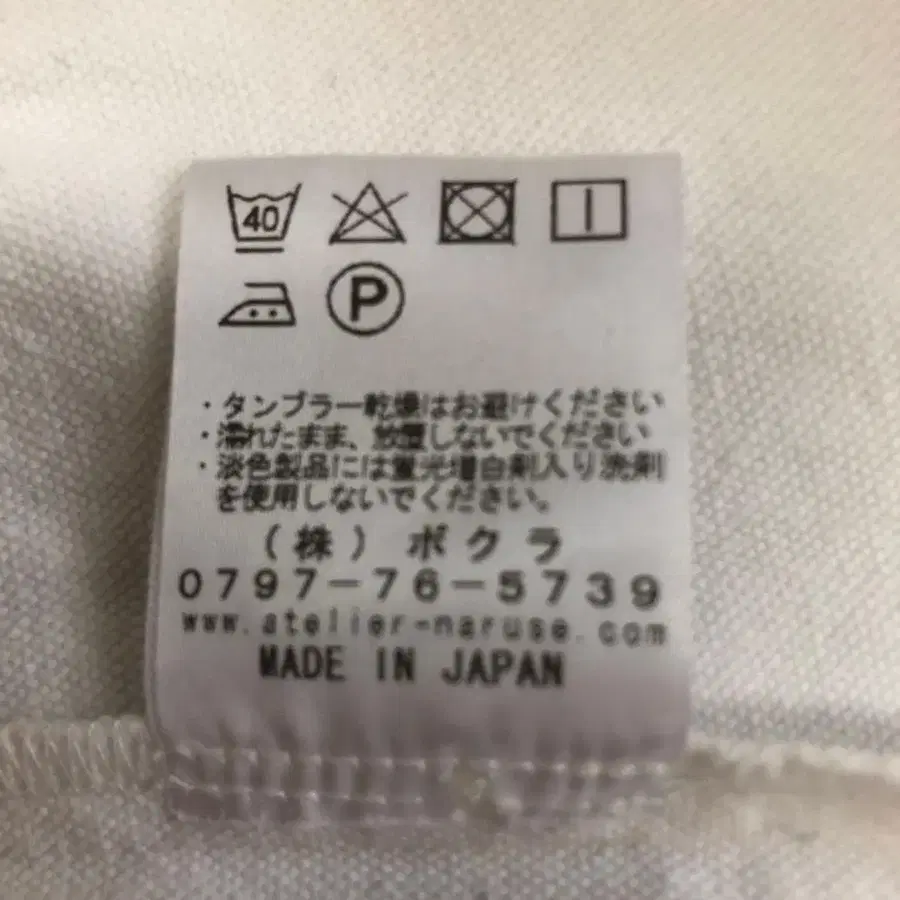 40
P
・タンブラー乾燥はお避けください
・濡れたまま、放置しないでください
・淡色製品には蛍光増白剤入り洗剤
を使用しないでください。
（株）ボクラ
0797-76-5739
www.atelier-naruse.com
MADE IN JAPAN